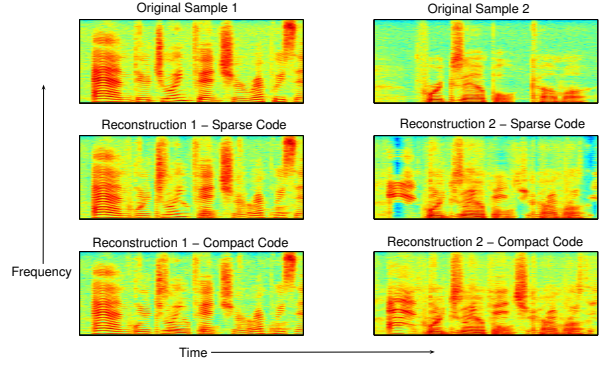 Original Sample 1
Original Sample 2
Reconstruction 1 – Sparse Code
Reconstruction 2 – Sparse Code
Reconstruction 1 – Compact Code
Reconstruction 2 – Compact Code
Frequency
Time